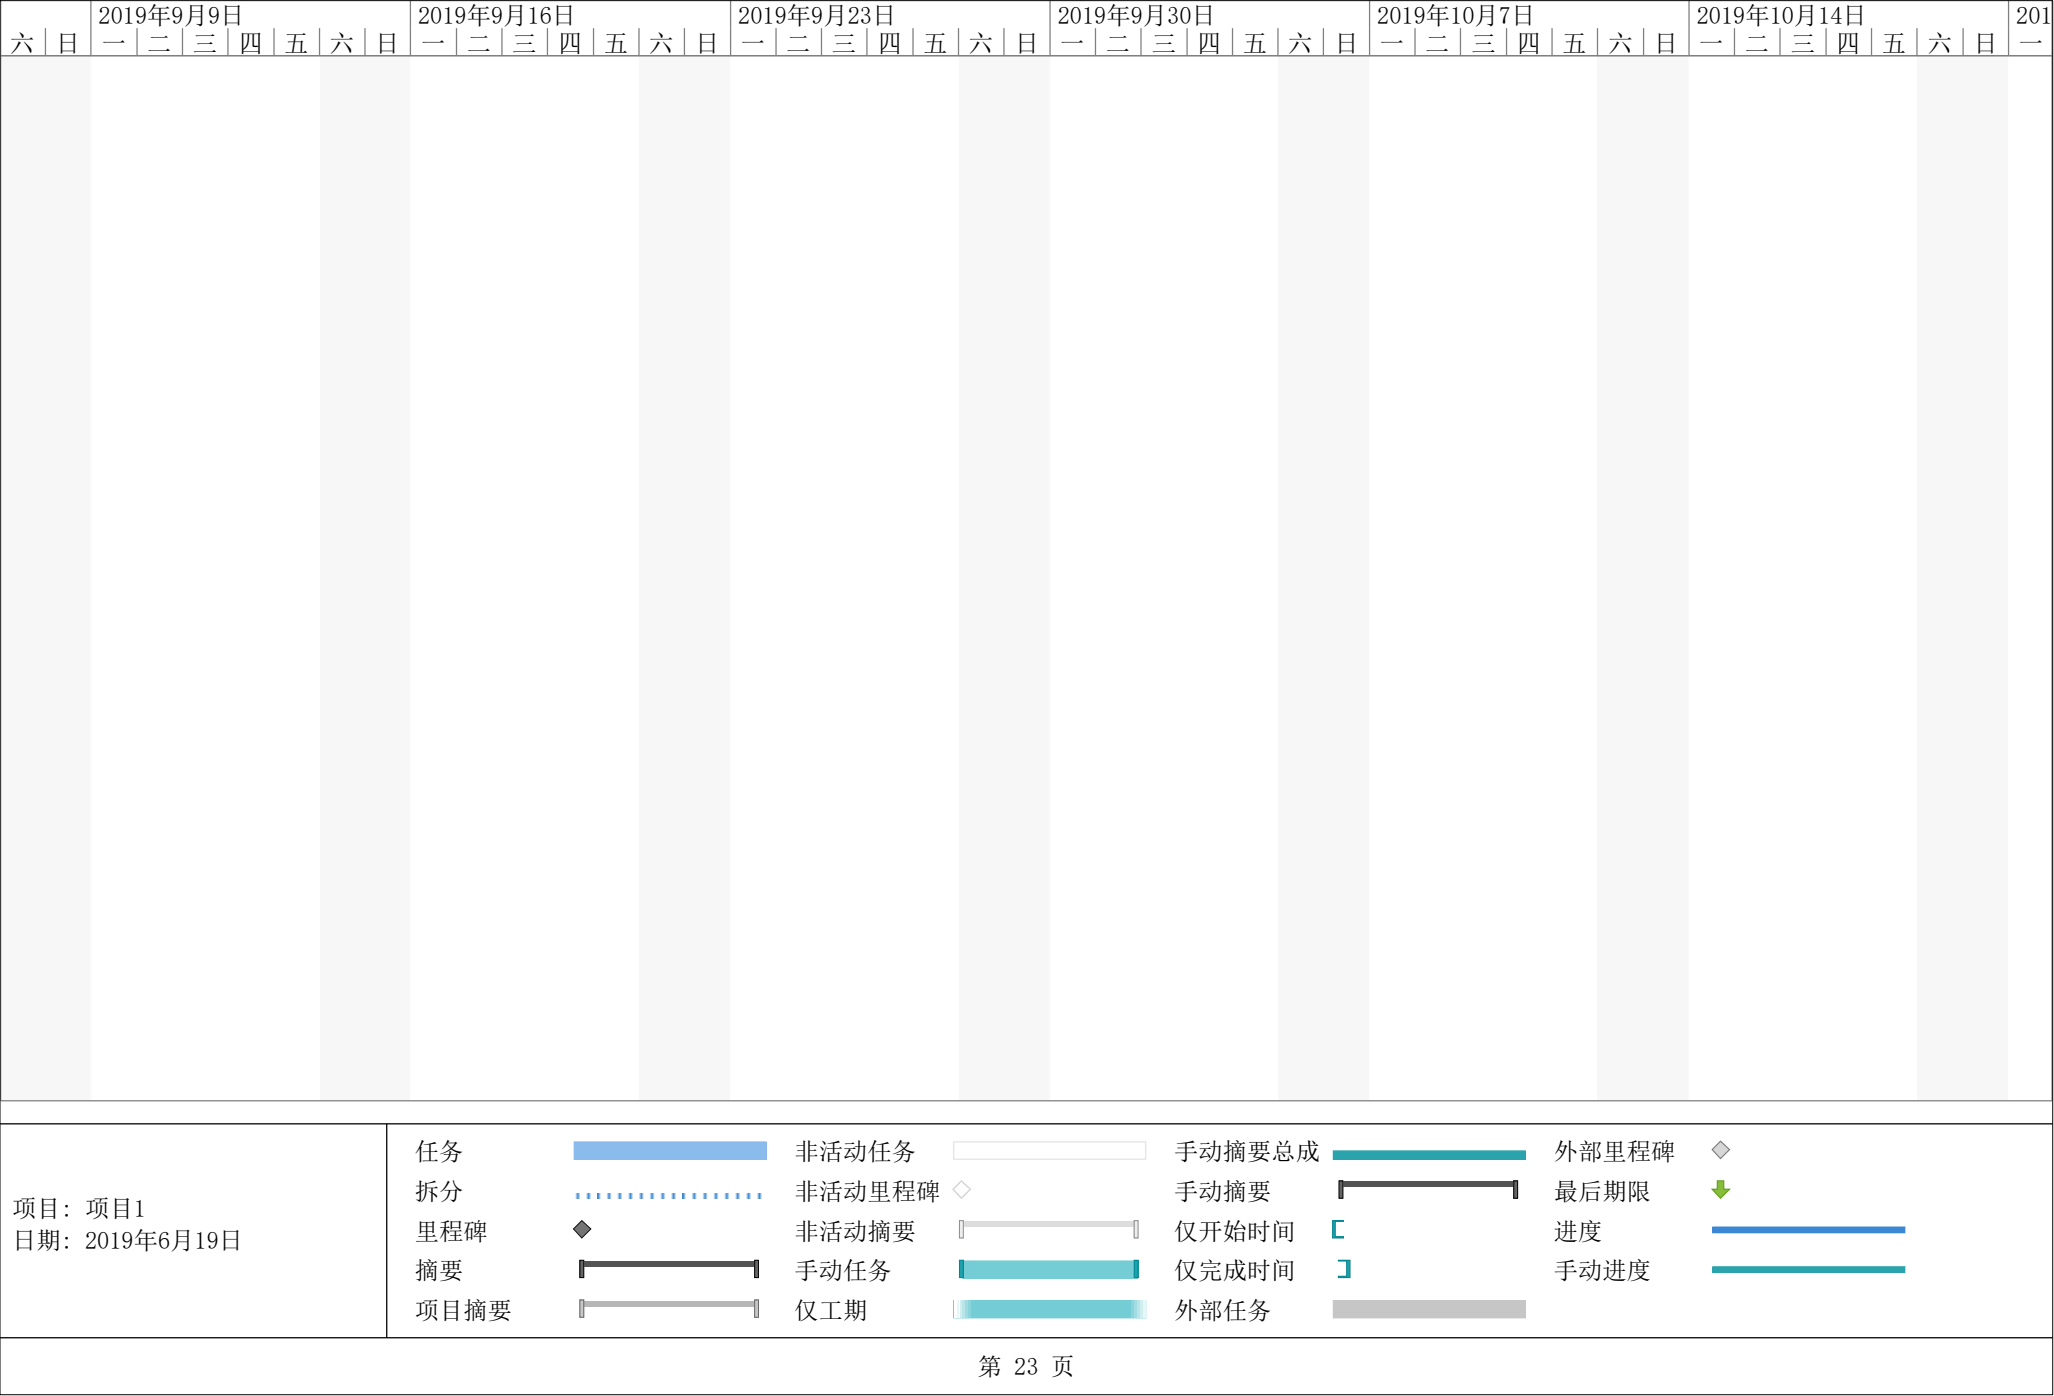 2019年9月9日 2019年9月16日 2019年9月23日 2019年9月30日 2019年10月7日 2019年10月14日 201
六 日 一 二 三 四 五 六 日 一 二 三 四 五 六 日 一 二 三 四 五 六 日 一 二 三 四 五 六 日 一 二 三 四 五 六 日 一 二 三 四 五 六 日 一
项目: 项目1
日期: 2019年6月19日
任务
拆分
里程碑
摘要
项目摘要
非活动任务
非活动里程碑
非活动摘要
手动任务
仅工期
手动摘要总成
手动摘要
仅开始时间
仅完成时间
外部任务
外部里程碑
最后期限
进度
手动进度
第 23 页